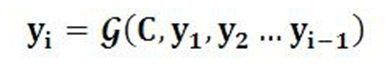 yᵢ = 𝒢(C, y₁, y₂ … yᵢ₋₁)